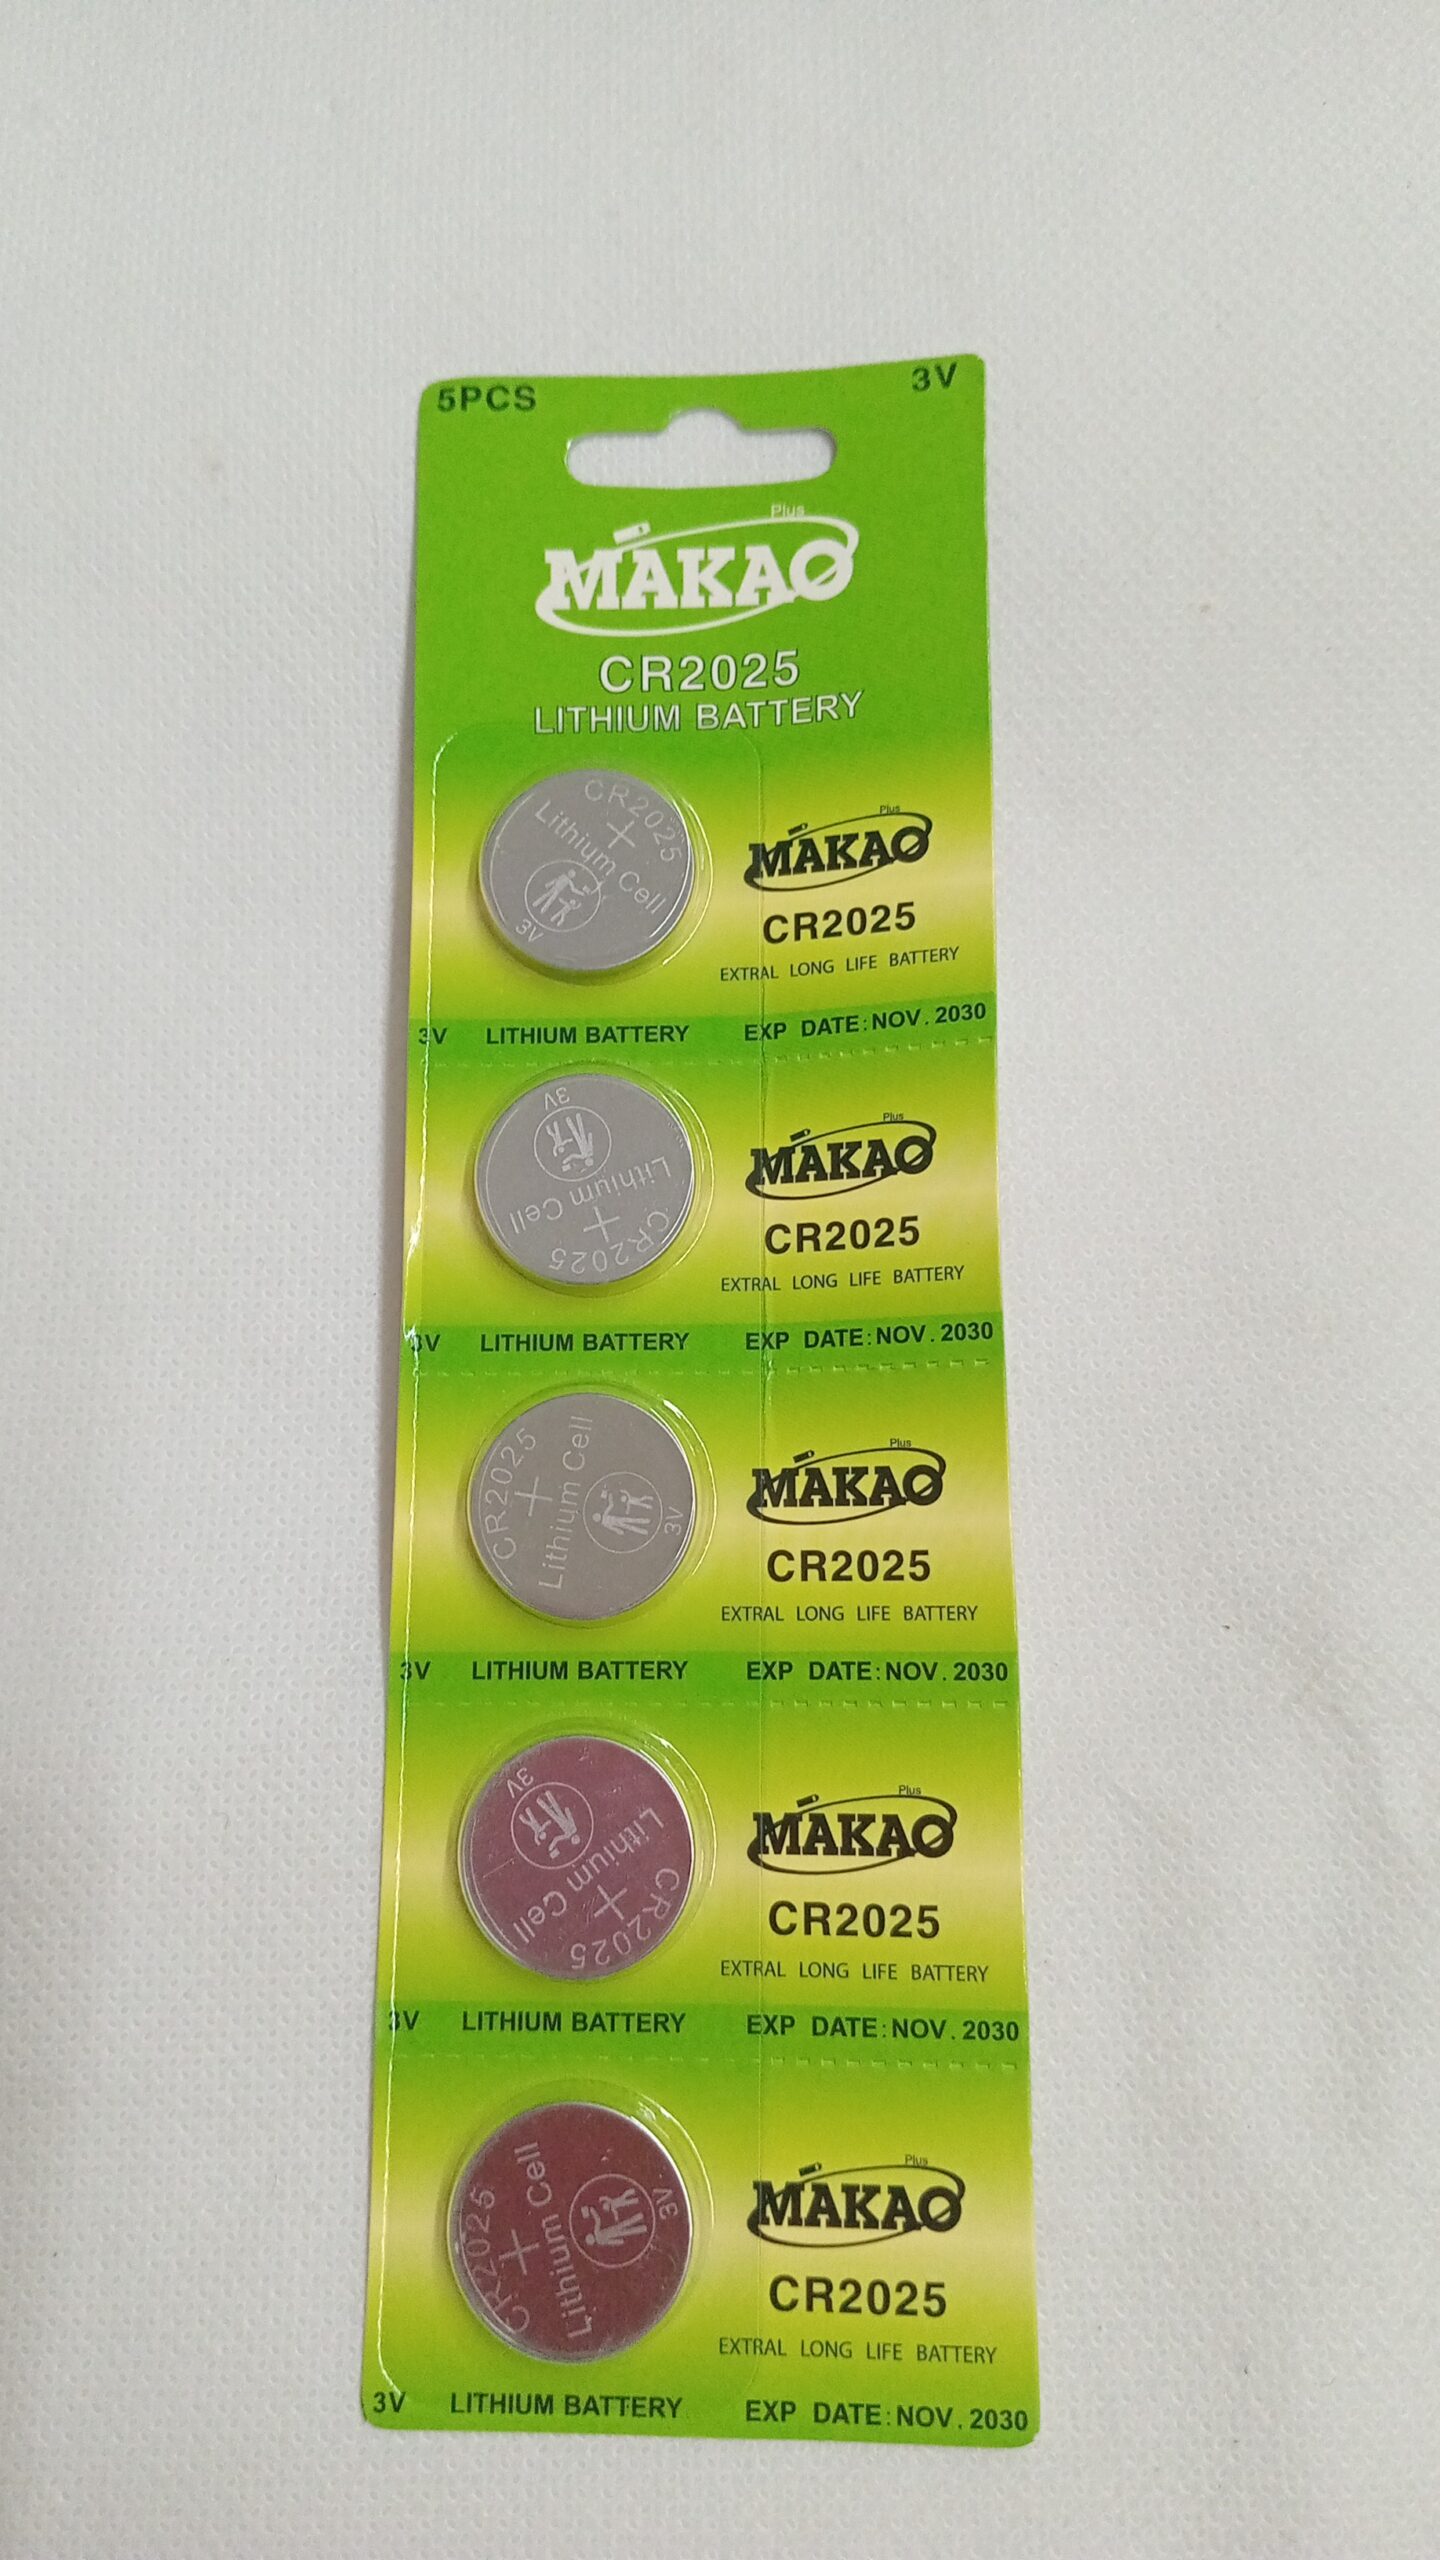 5PCS 3V
Plus
MAKAO
CR2025
LITHIUM BATTERY
CR2025
+
Lithium Cell
3V
Plus
MAKAO
CR2025
EXTRAL LONG LIFE BATTERY
3V LITHIUM BATTERY EXP DATE: NOV. 2030
CR2025
+
Lithium Cell
3V
Plus
MAKAO
CR2025
EXTRAL LONG LIFE BATTERY
3V LITHIUM BATTERY EXP DATE: NOV. 2030
CR2025
+
Lithium Cell
3V
Plus
MAKAO
CR2025
EXTRAL LONG LIFE BATTERY
3V LITHIUM BATTERY EXP DATE: NOV. 2030
CR2025
+
Lithium Cell
3V
Plus
MAKAO
CR2025
EXTRAL LONG LIFE BATTERY
3V LITHIUM BATTERY EXP DATE: NOV. 2030
CR2025
+
Lithium Cell
3V
Plus
MAKAO
CR2025
EXTRAL LONG LIFE BATTERY
3V LITHIUM BATTERY EXP DATE: NOV. 2030